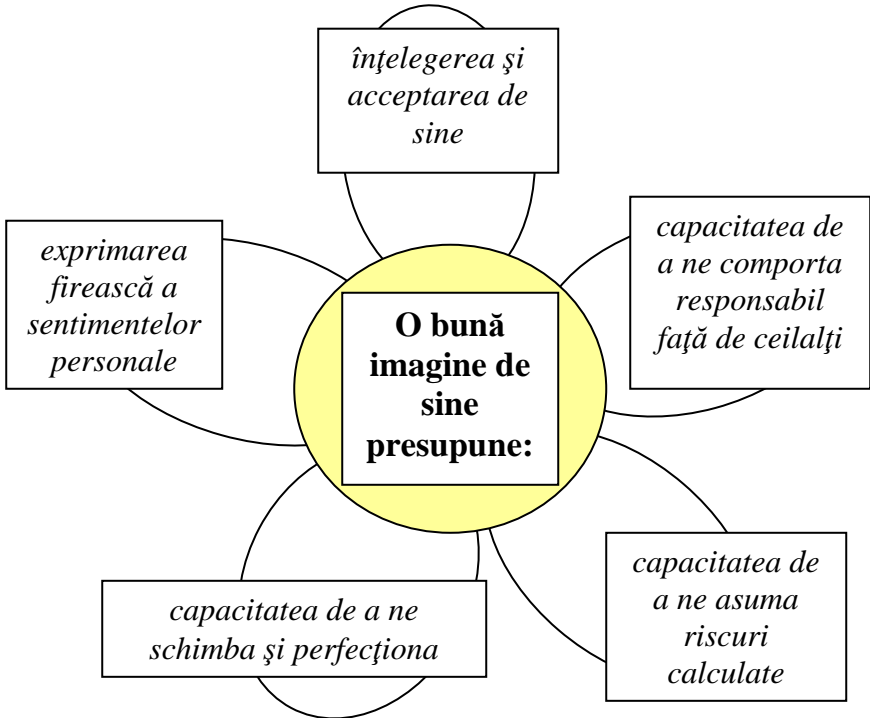 înţelegerea şi
acceptarea de
sine
exprimarea
firească a
sentimentelor
personale
capacitatea de
a ne comporta
responsabil
faţă de ceilalţi
O bună
imagine de
sine
presupune:
capacitatea de a ne
schimba şi perfecţiona
capacitatea de
a ne asuma
riscuri
calculate